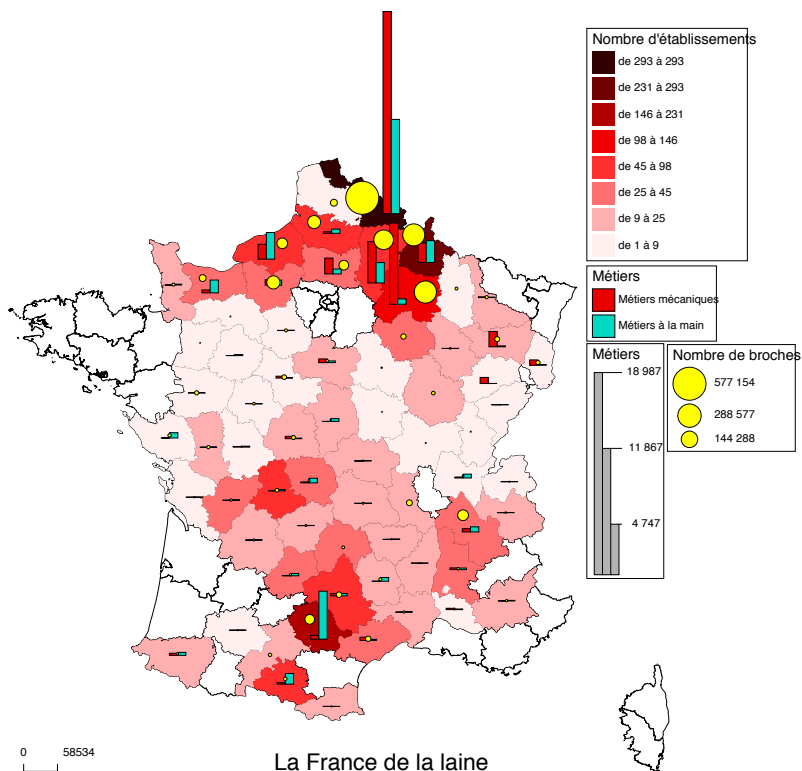 Nombre d'établissements
de 293 à 293
de 231 à 293
de 146 à 231
de 98 à 146
de 45 à 98
de 25 à 45
de 9 à 25
de 1 à 9
Métiers
Métiers mécaniques
Métiers à la main
Métiers
18 987
11 867
4 747
Nombre de broches
577 154
288 577
144 288
0 58534
La France de la laine